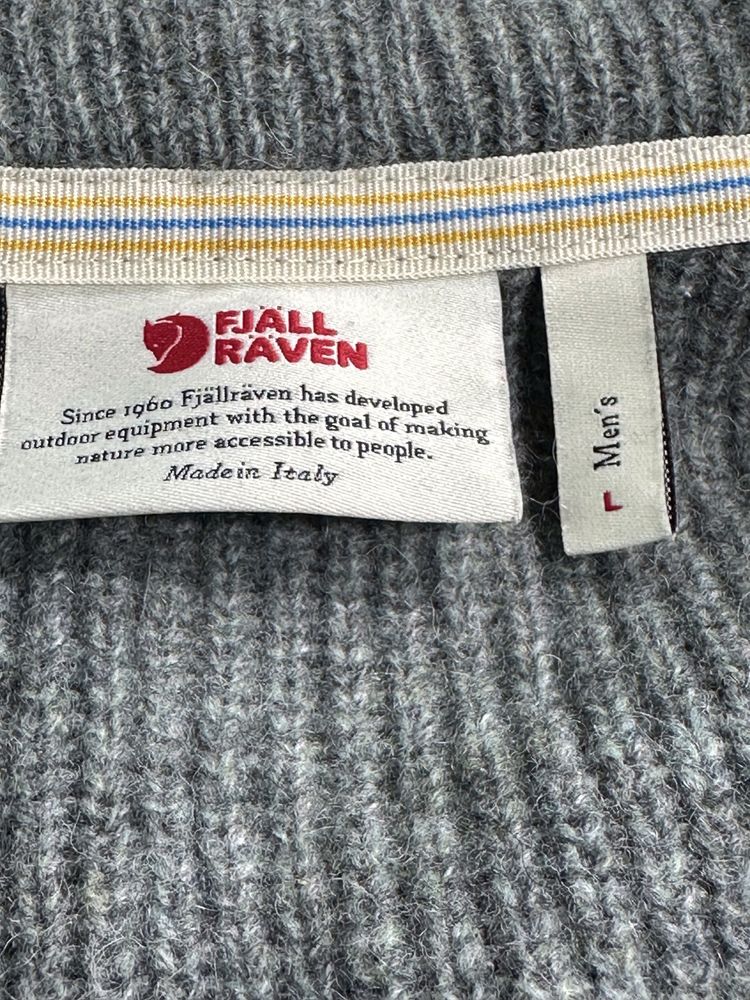 FJÄLL
RÄVEN
Since 1960 Fjällräven has developed
outdoor equipment with the goal of making
nature more accessible to people.
Made in Italy
Men's
L